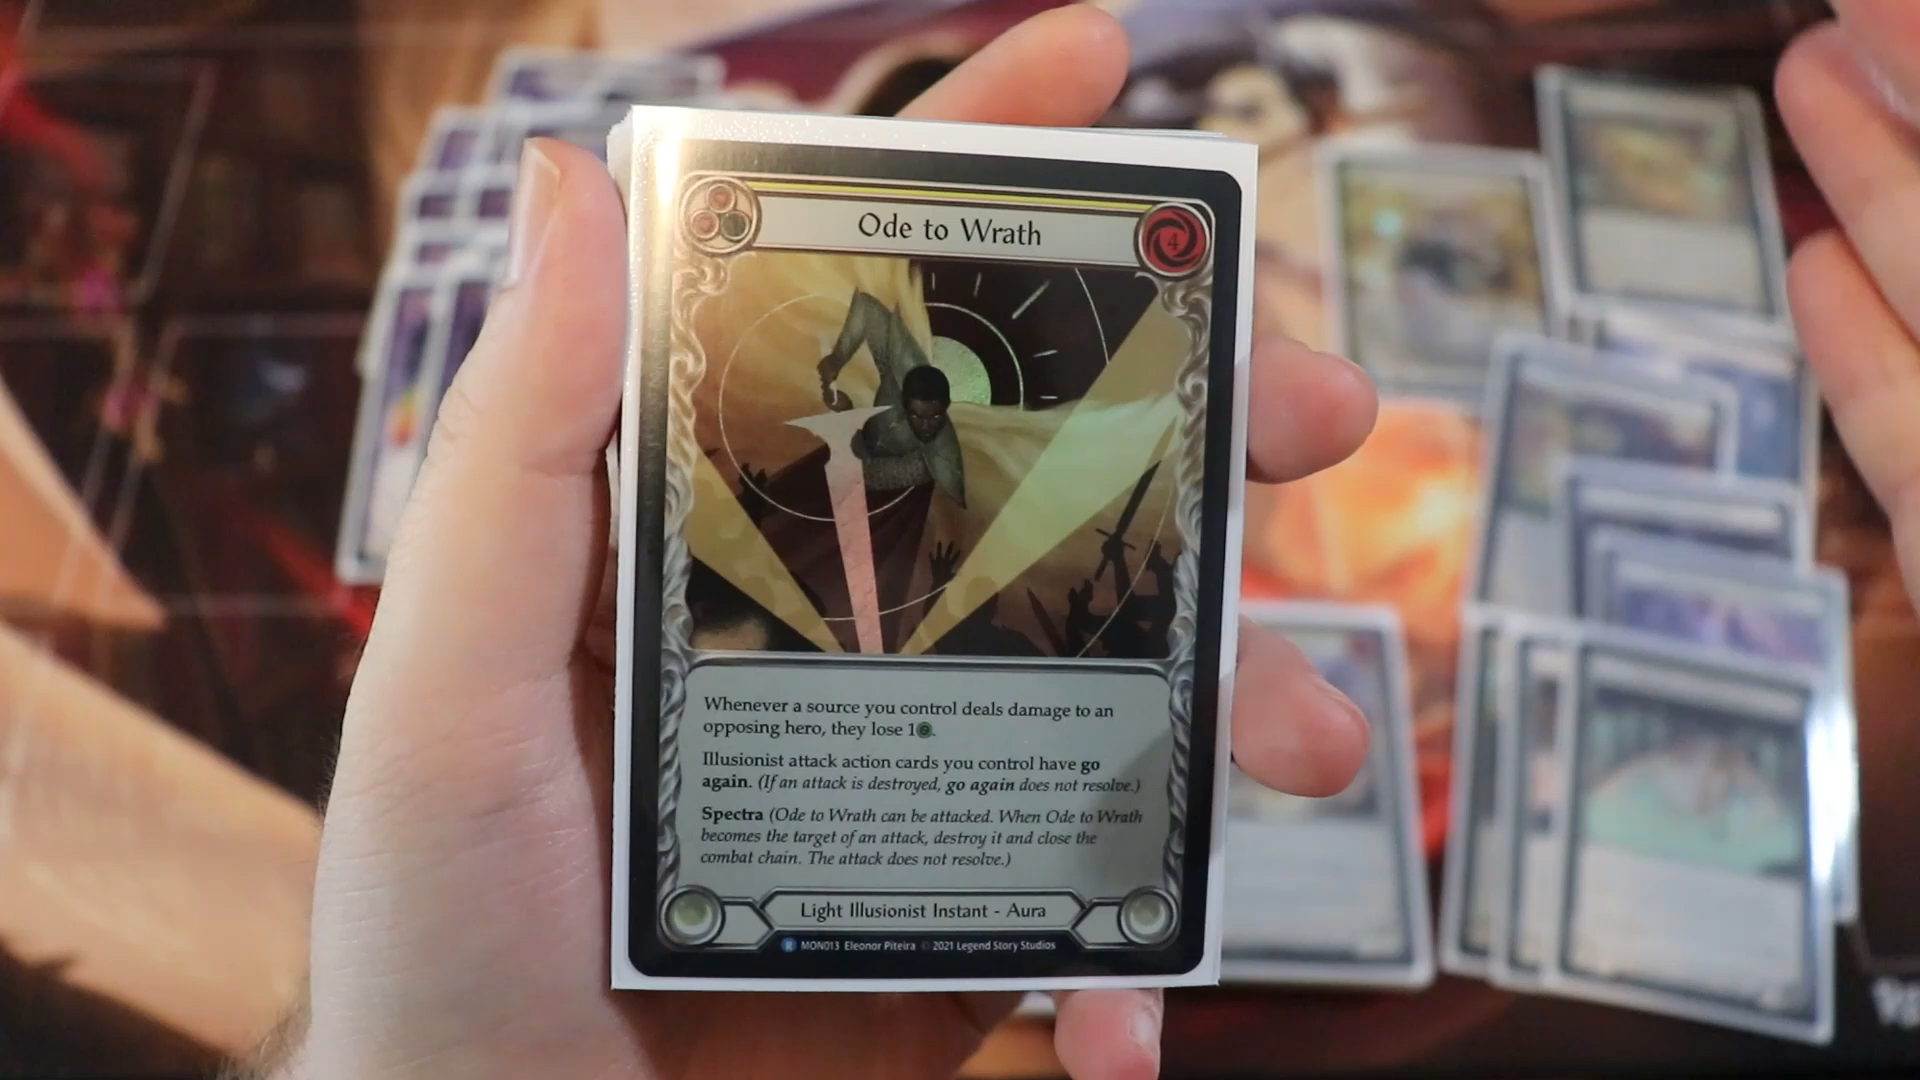 Ode to Wrath
4
Whenever a source you control deals damage to an
opposing hero, they lose 1
Illusionist attack action cards you control have go
again. (If an attack is destroyed, go again does not resolve.)
Spectra (Ode to Wrath can be attacked. When Ode to Wrath
becomes the target of an attack, destroy it and close the
combat chain. The attack does not resolve.)
Light Illusionist Instant - Aura
R MON013 Eleonor Piteira © 2021 Legend Story Studios